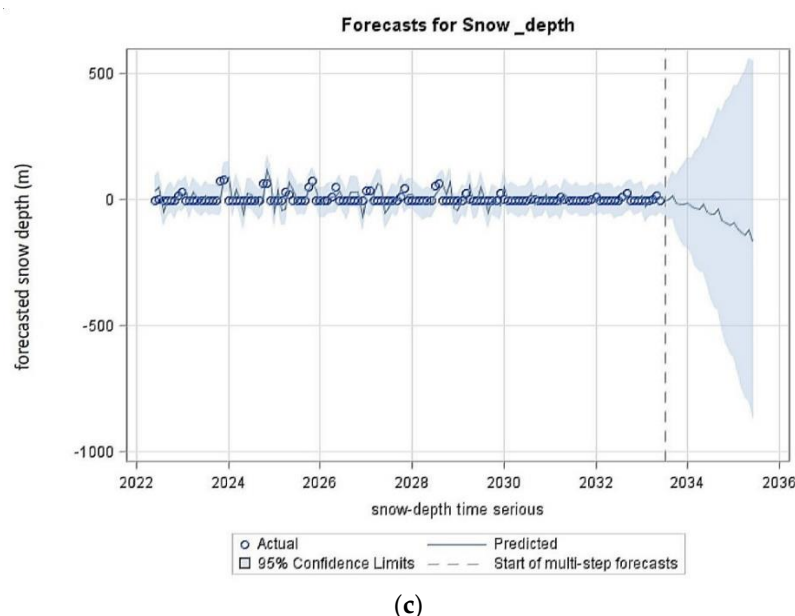 Forecasts for Snow _depth
forecasted snow depth (m)
500
0
-500
-1000
2022 2024 2026 2028 2030 2032 2034 2036
snow-depth time serious
Actual Predicted
95% Confidence Limits Start of multi-step forecasts
(c)